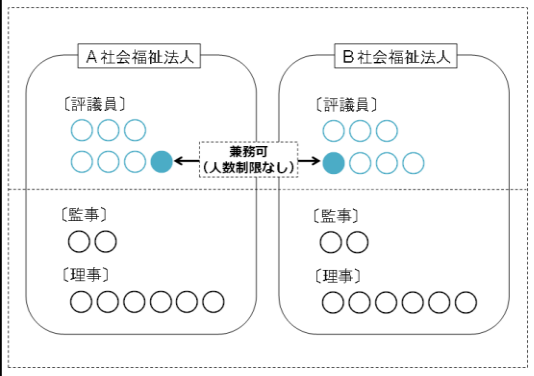 A社会福祉法人
B社会福祉法人
〔評議員〕
〔評議員〕
兼務可
（人数制限なし）
〔監事〕
〔監事〕
〔理事〕
〔理事〕